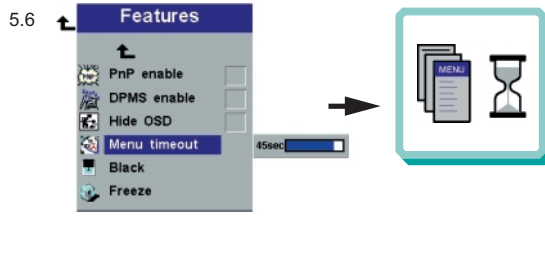 5.6
Features
PnP enable
DPMS enable
Hide OSD
Menu timeout
45sec
Black
Freeze
MENU